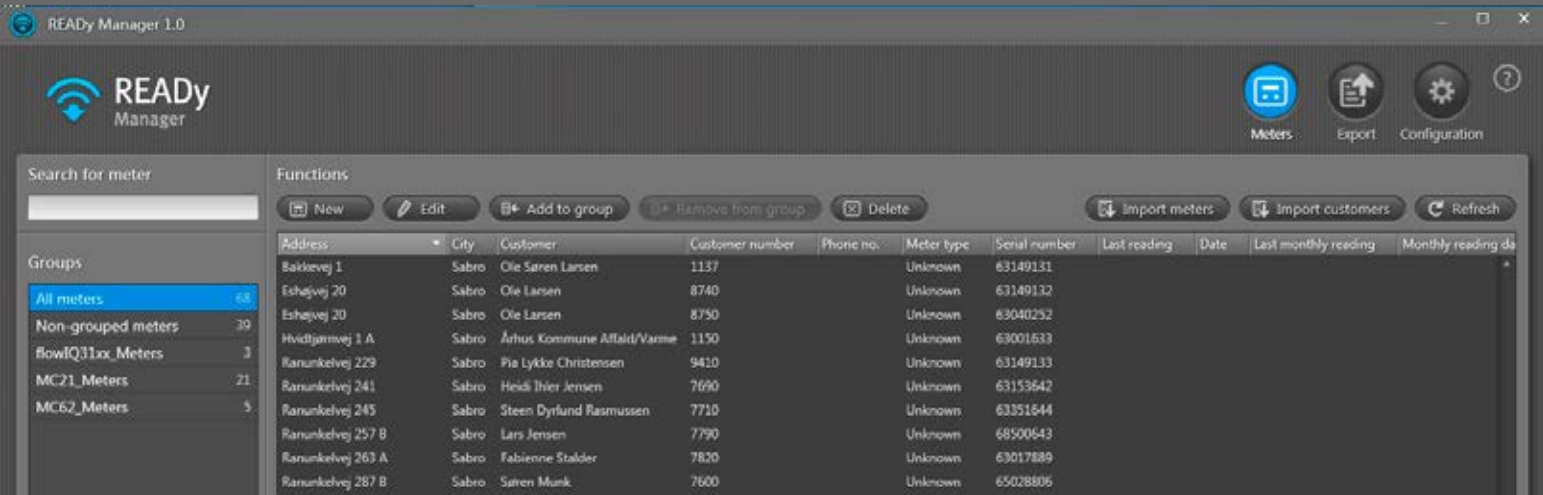 READy Manager 1.0
READy
Manager
Meters Export Configuration
?
Search for meter
Functions
New Edit Add to group Remove from group Delete Import meters Import customers Refresh
Groups
All meters 68
Non-grouped meters 39
flowIQ31xx_Meters 3
MC21_Meters 21
MC62_Meters 5
Address City Customer Customer number Phone no. Meter type Serial number Last reading Date Last monthly reading Monthly reading da
Bakkevej 1 Sabro Ole Søren Larsen 1137 Unknown 63149131
Eshøjvej 20 Sabro Ole Larsen 8740 Unknown 63149132
Eshøjvej 20 Sabro Ole Larsen 8750 Unknown 63040252
Hvidtjørnvej 1 A Sabro Århus Kommune Affald/Varme 1150 Unknown 63001633
Ranunkelvej 229 Sabro Pia Lykke Christensen 9410 Unknown 63149133
Ranunkelvej 241 Sabro Heidi Ihler Jensen 7690 Unknown 63153642
Ranunkelvej 245 Sabro Steen Dyrlund Rasmussen 7710 Unknown 63351644
Ranunkelvej 257 B Sabro Lars Jensen 7790 Unknown 68500643
Ranunkelvej 263 A Sabro Fabienne Stalder 7820 Unknown 63017889
Ranunkelvej 287 B Sabro Søren Munk 7600 Unknown 65028806